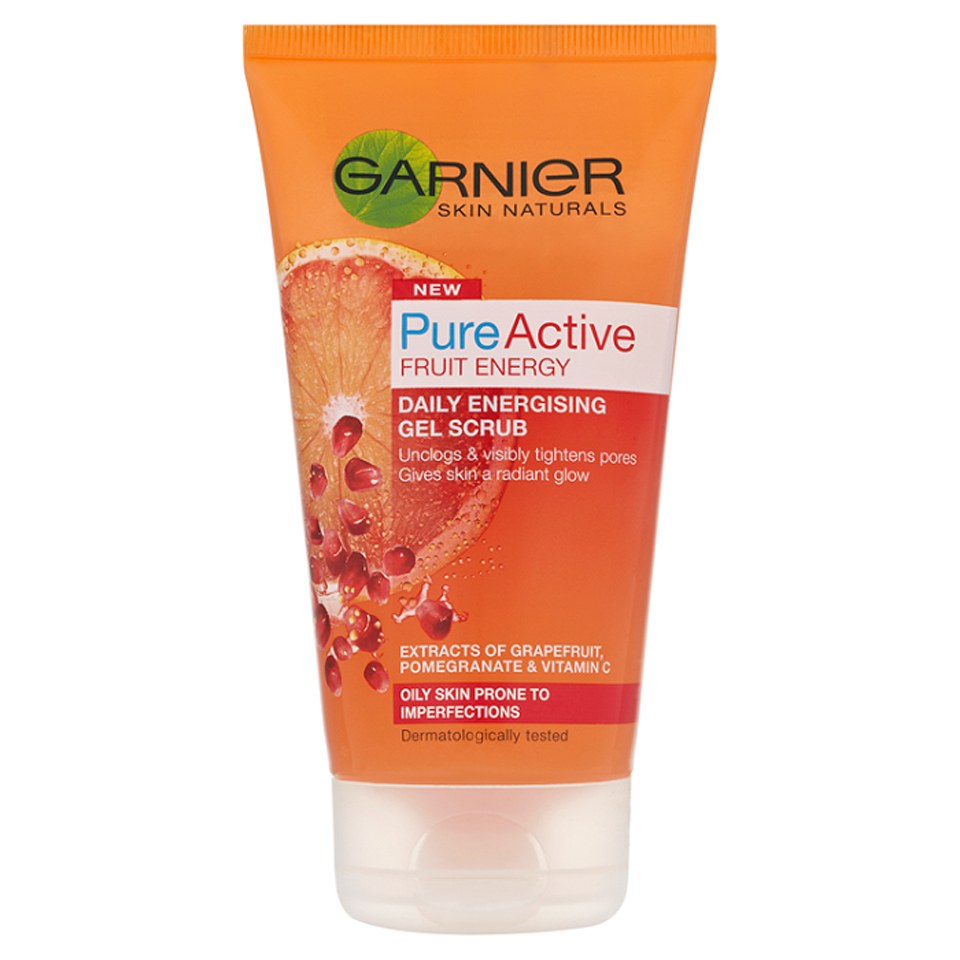 GARNIER
SKIN NATURALS
NEW
PureActive
FRUIT ENERGY
DAILY ENERGISING
GEL SCRUB
Unclogs & visibly tightens pores
Gives skin a radiant glow
EXTRACTS OF GRAPEFRUIT,
POMEGRANATE & VITAMIN C
OILY SKIN PRONE TO
IMPERFECTIONS
Dermatologically tested